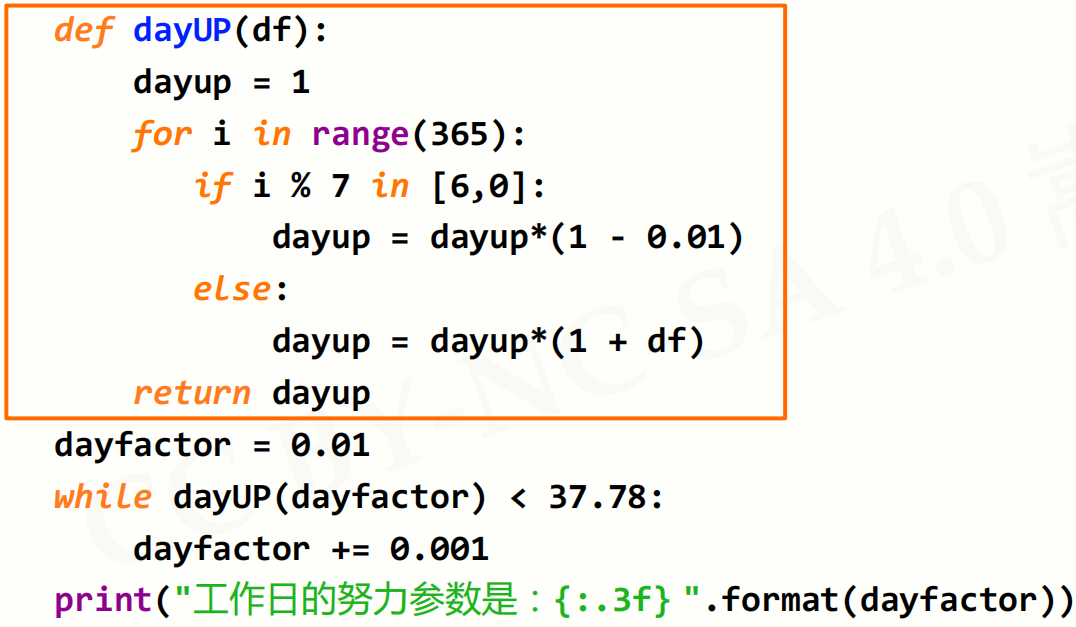 def dayUP(df):
    dayup = 1
    for i in range(365):
        if i % 7 in [6,0]:
            dayup = dayup*(1 - 0.01)
        else:
            dayup = dayup*(1 + df)
    return dayup
dayfactor = 0.01
while dayUP(dayfactor) < 37.78:
    dayfactor += 0.001
print("工作日的努力参数是：{:.3f} ".format(dayfactor))
CC BY-NC SA 4.0 嵩